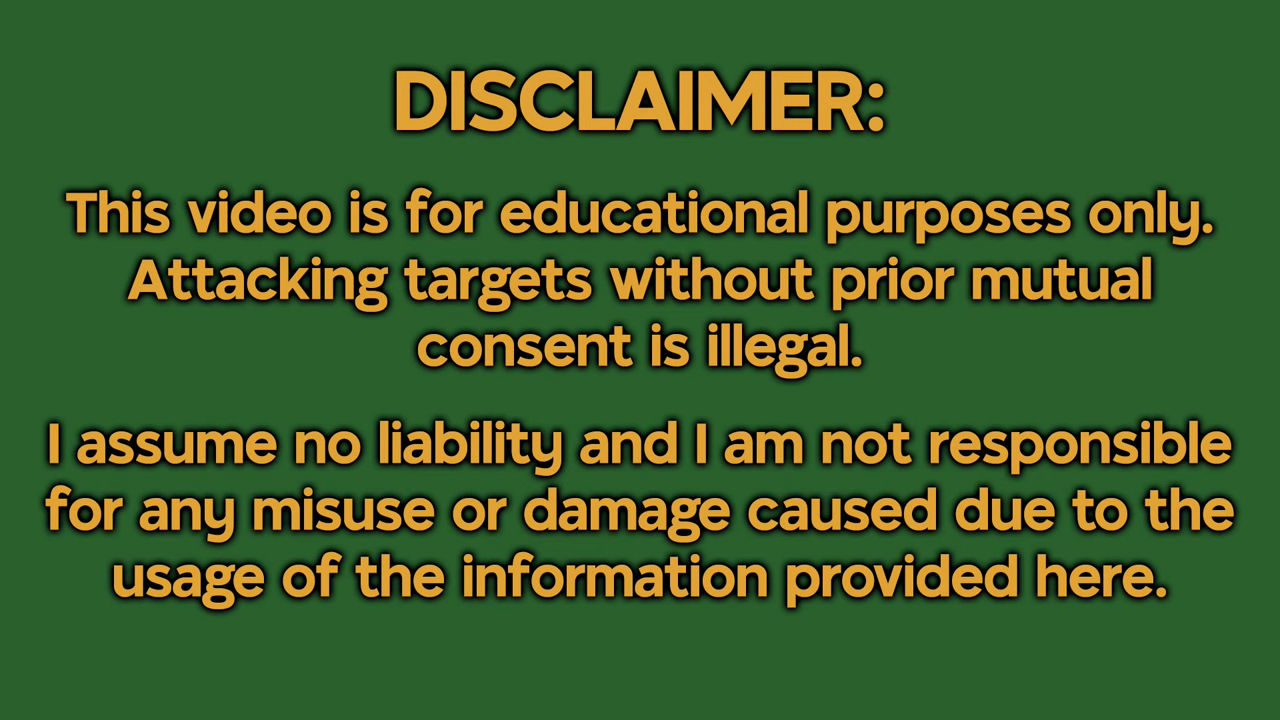 DISCLAIMER:
This video is for educational purposes only.
Attacking targets without prior mutual
consent is illegal.
I assume no liability and I am not responsible
for any misuse or damage caused due to the
usage of the information provided here.